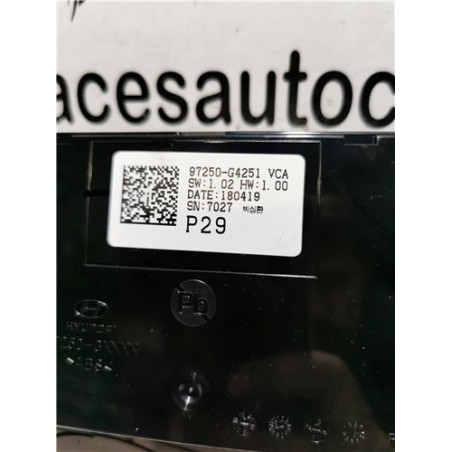 acesautoc
97250-G4251 VCA
SW:1.02 HW:1.00
DATE:180419
SN:7027 박심환
P29
Pb
HYUNDAI